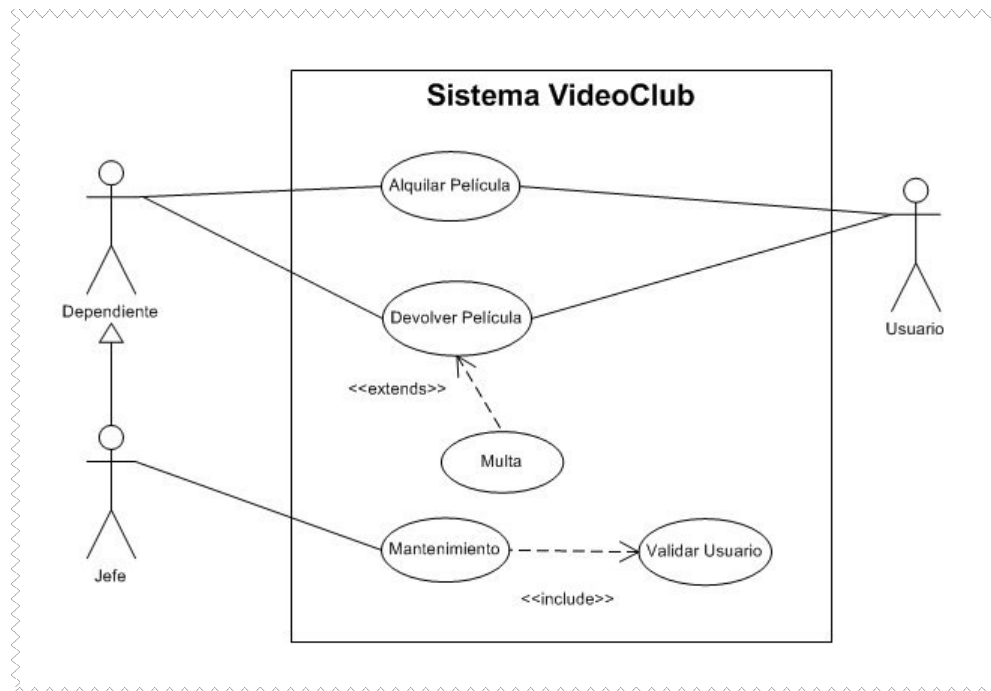 Sistema VideoClub
Alquilar Película
Devolver Película
Dependiente
Usuario
<<extends>>
Multa
Mantenimiento
Validar Usuario
Jefe
<<include>>